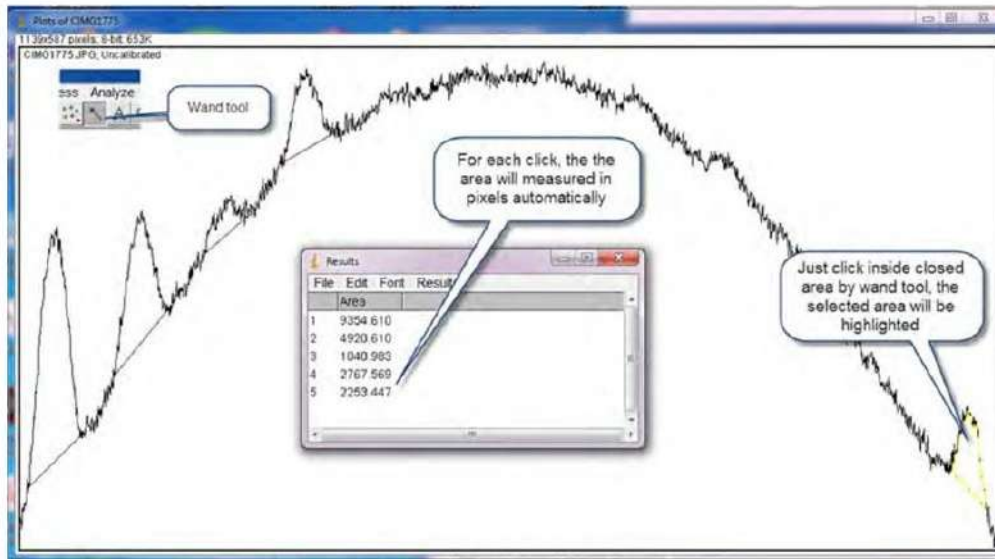 Plots of CIMG1775
1139x587 pixels; 8-bit; 653K
CIMG1775.JPG, Uncalibrated
ess Analyze
Wand tool
For each click, the the
area will measured in
pixels automatically
Results
File Edit Font Results
Area
1 9354.610
2 4920.610
3 1040.983
4 2767.569
5 2253.447
Just click inside closed
area by wand tool, the
selected area will be
highlighted